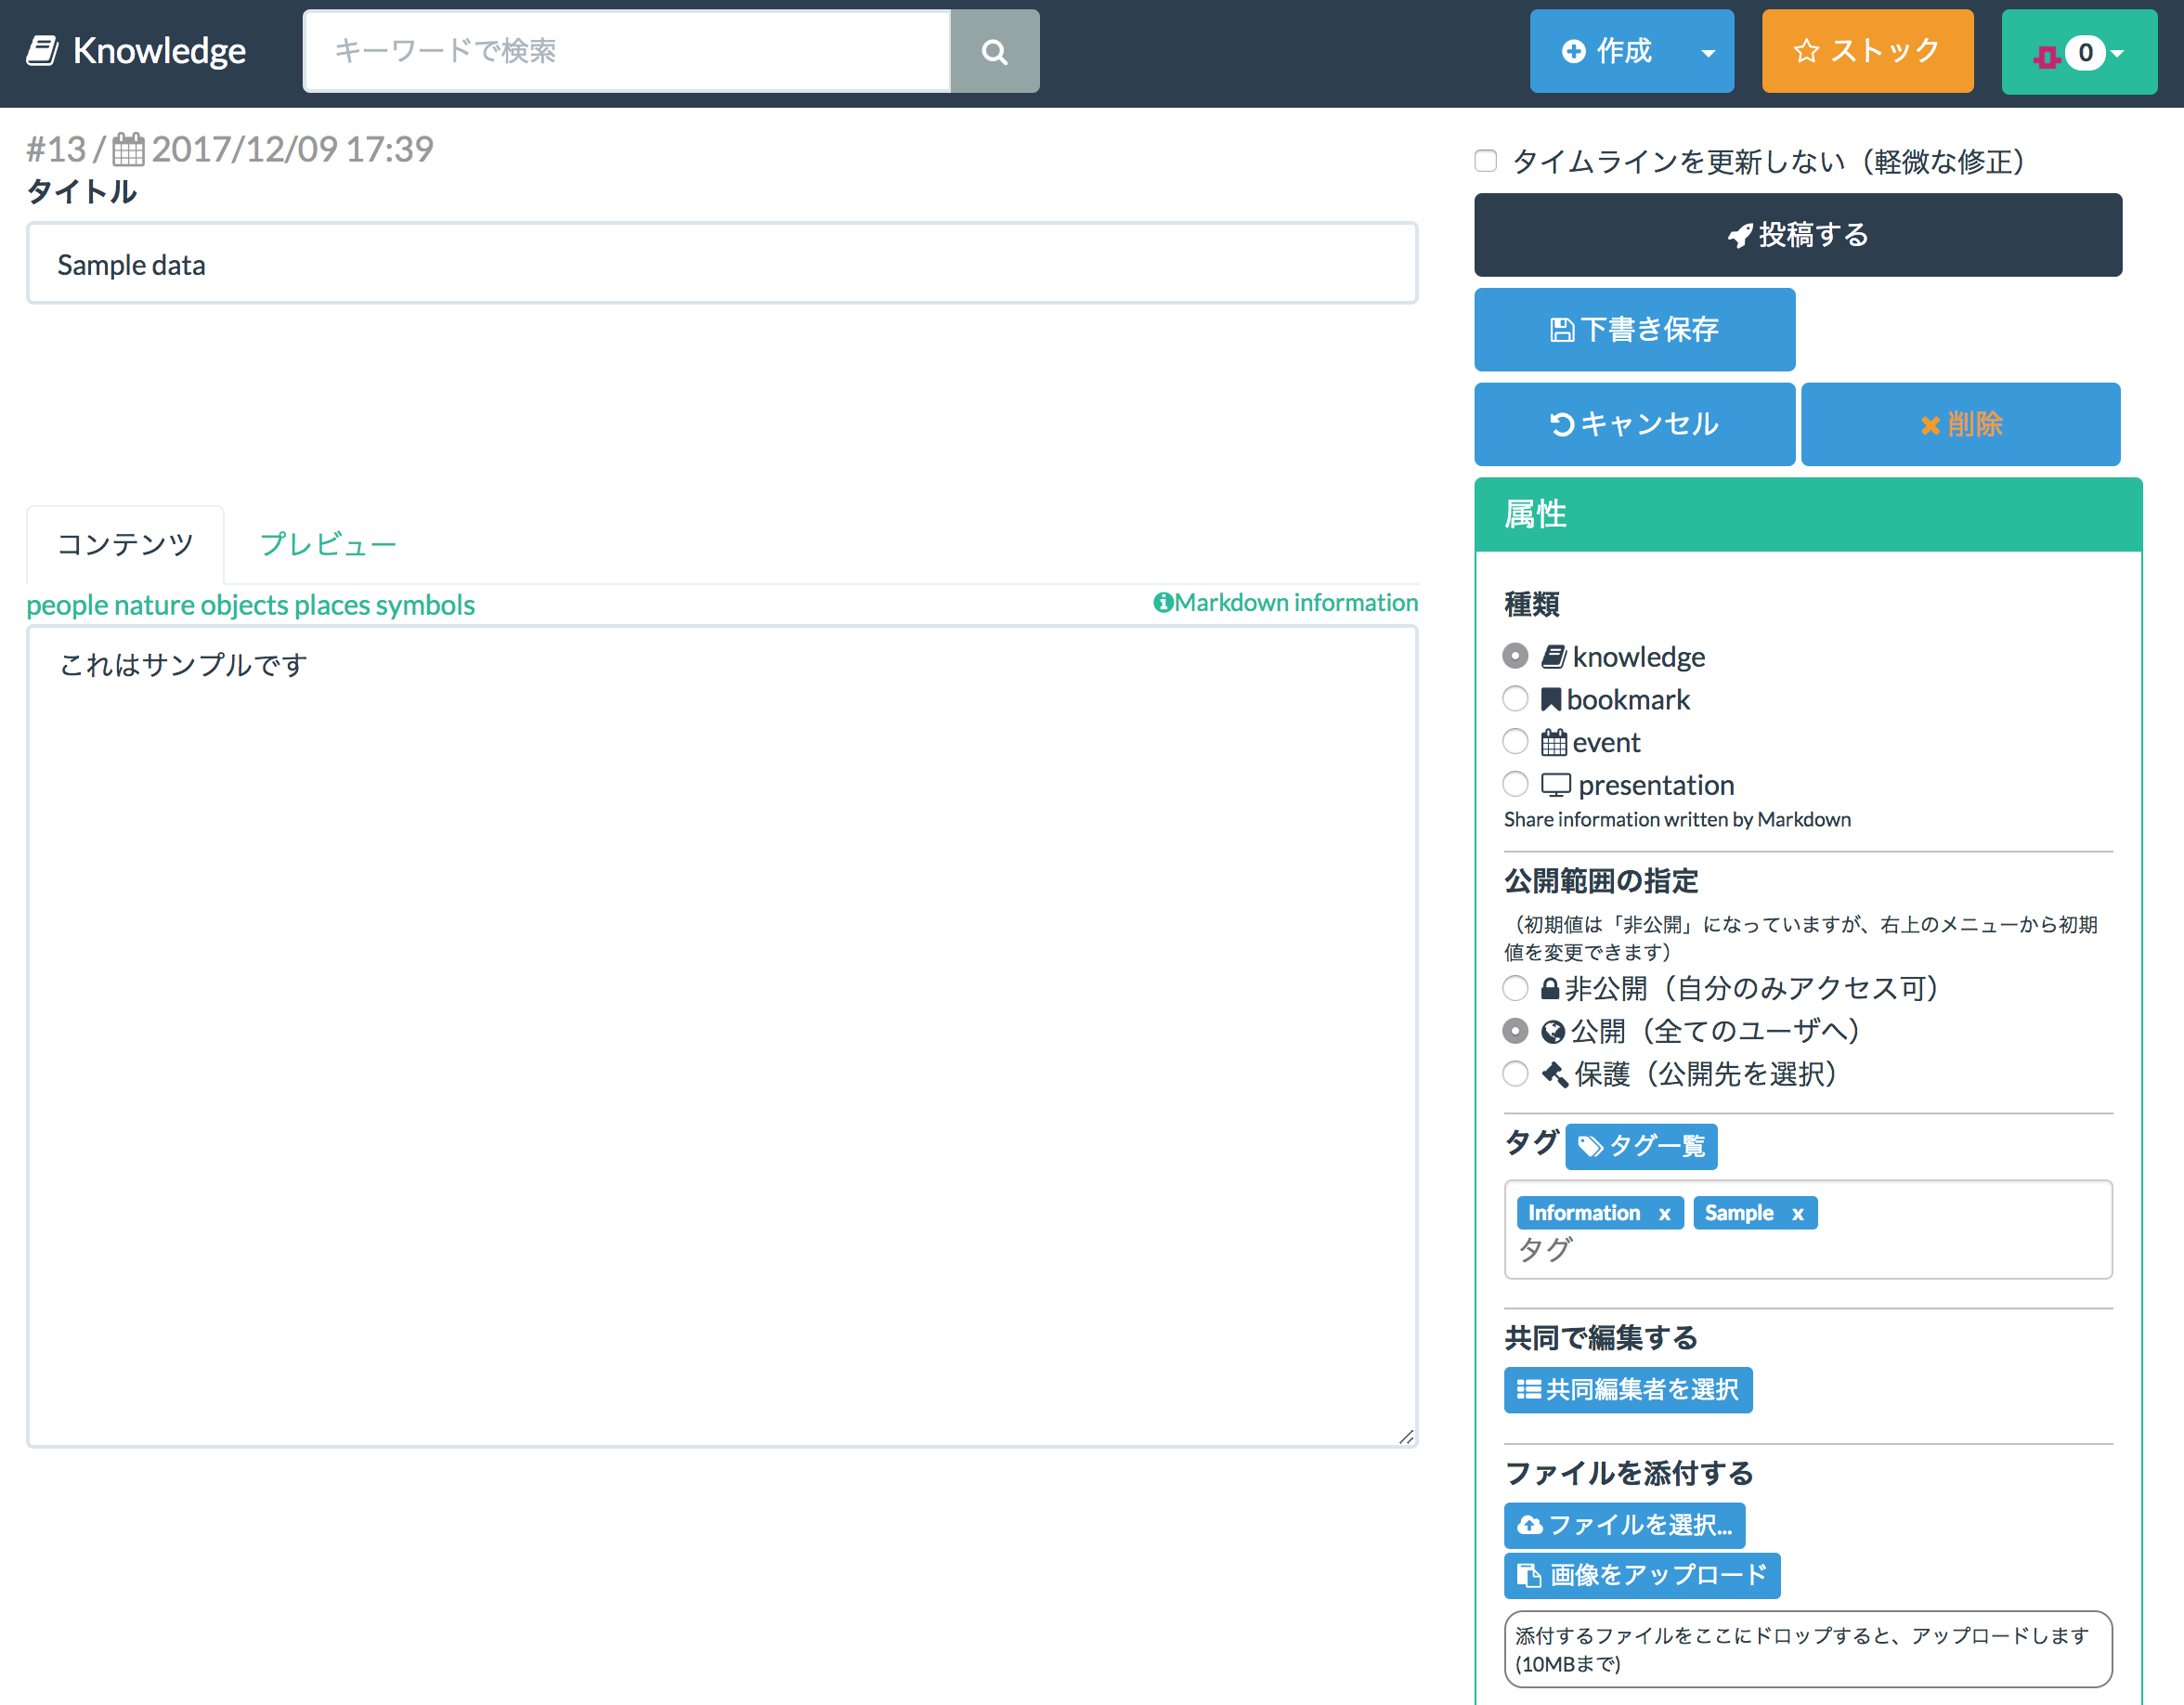 Knowledge
キーワードで検索
作成
ストック
0
#13 / 2017/12/09 17:39
タイトル
Sample data
コンテンツ
プレビュー
people nature objects places symbols
Markdown information
これはサンプルです
タイムラインを更新しない（軽微な修正）
投稿する
下書き保存
キャンセル
削除
属性
種類
knowledge
bookmark
event
presentation
Share information written by Markdown
公開範囲の指定
（初期値は「非公開」になっていますが、右上のメニューから初期
値を変更できます）
非公開（自分のみアクセス可）
公開（全てのユーザへ）
保護（公開先を選択）
タグ タグ一覧
Information x Sample x
タグ
共同で編集する
共同編集者を選択
ファイルを添付する
ファイルを選択...
画像をアップロード
添付するファイルをここにドロップすると、アップロードします
(10MBまで)